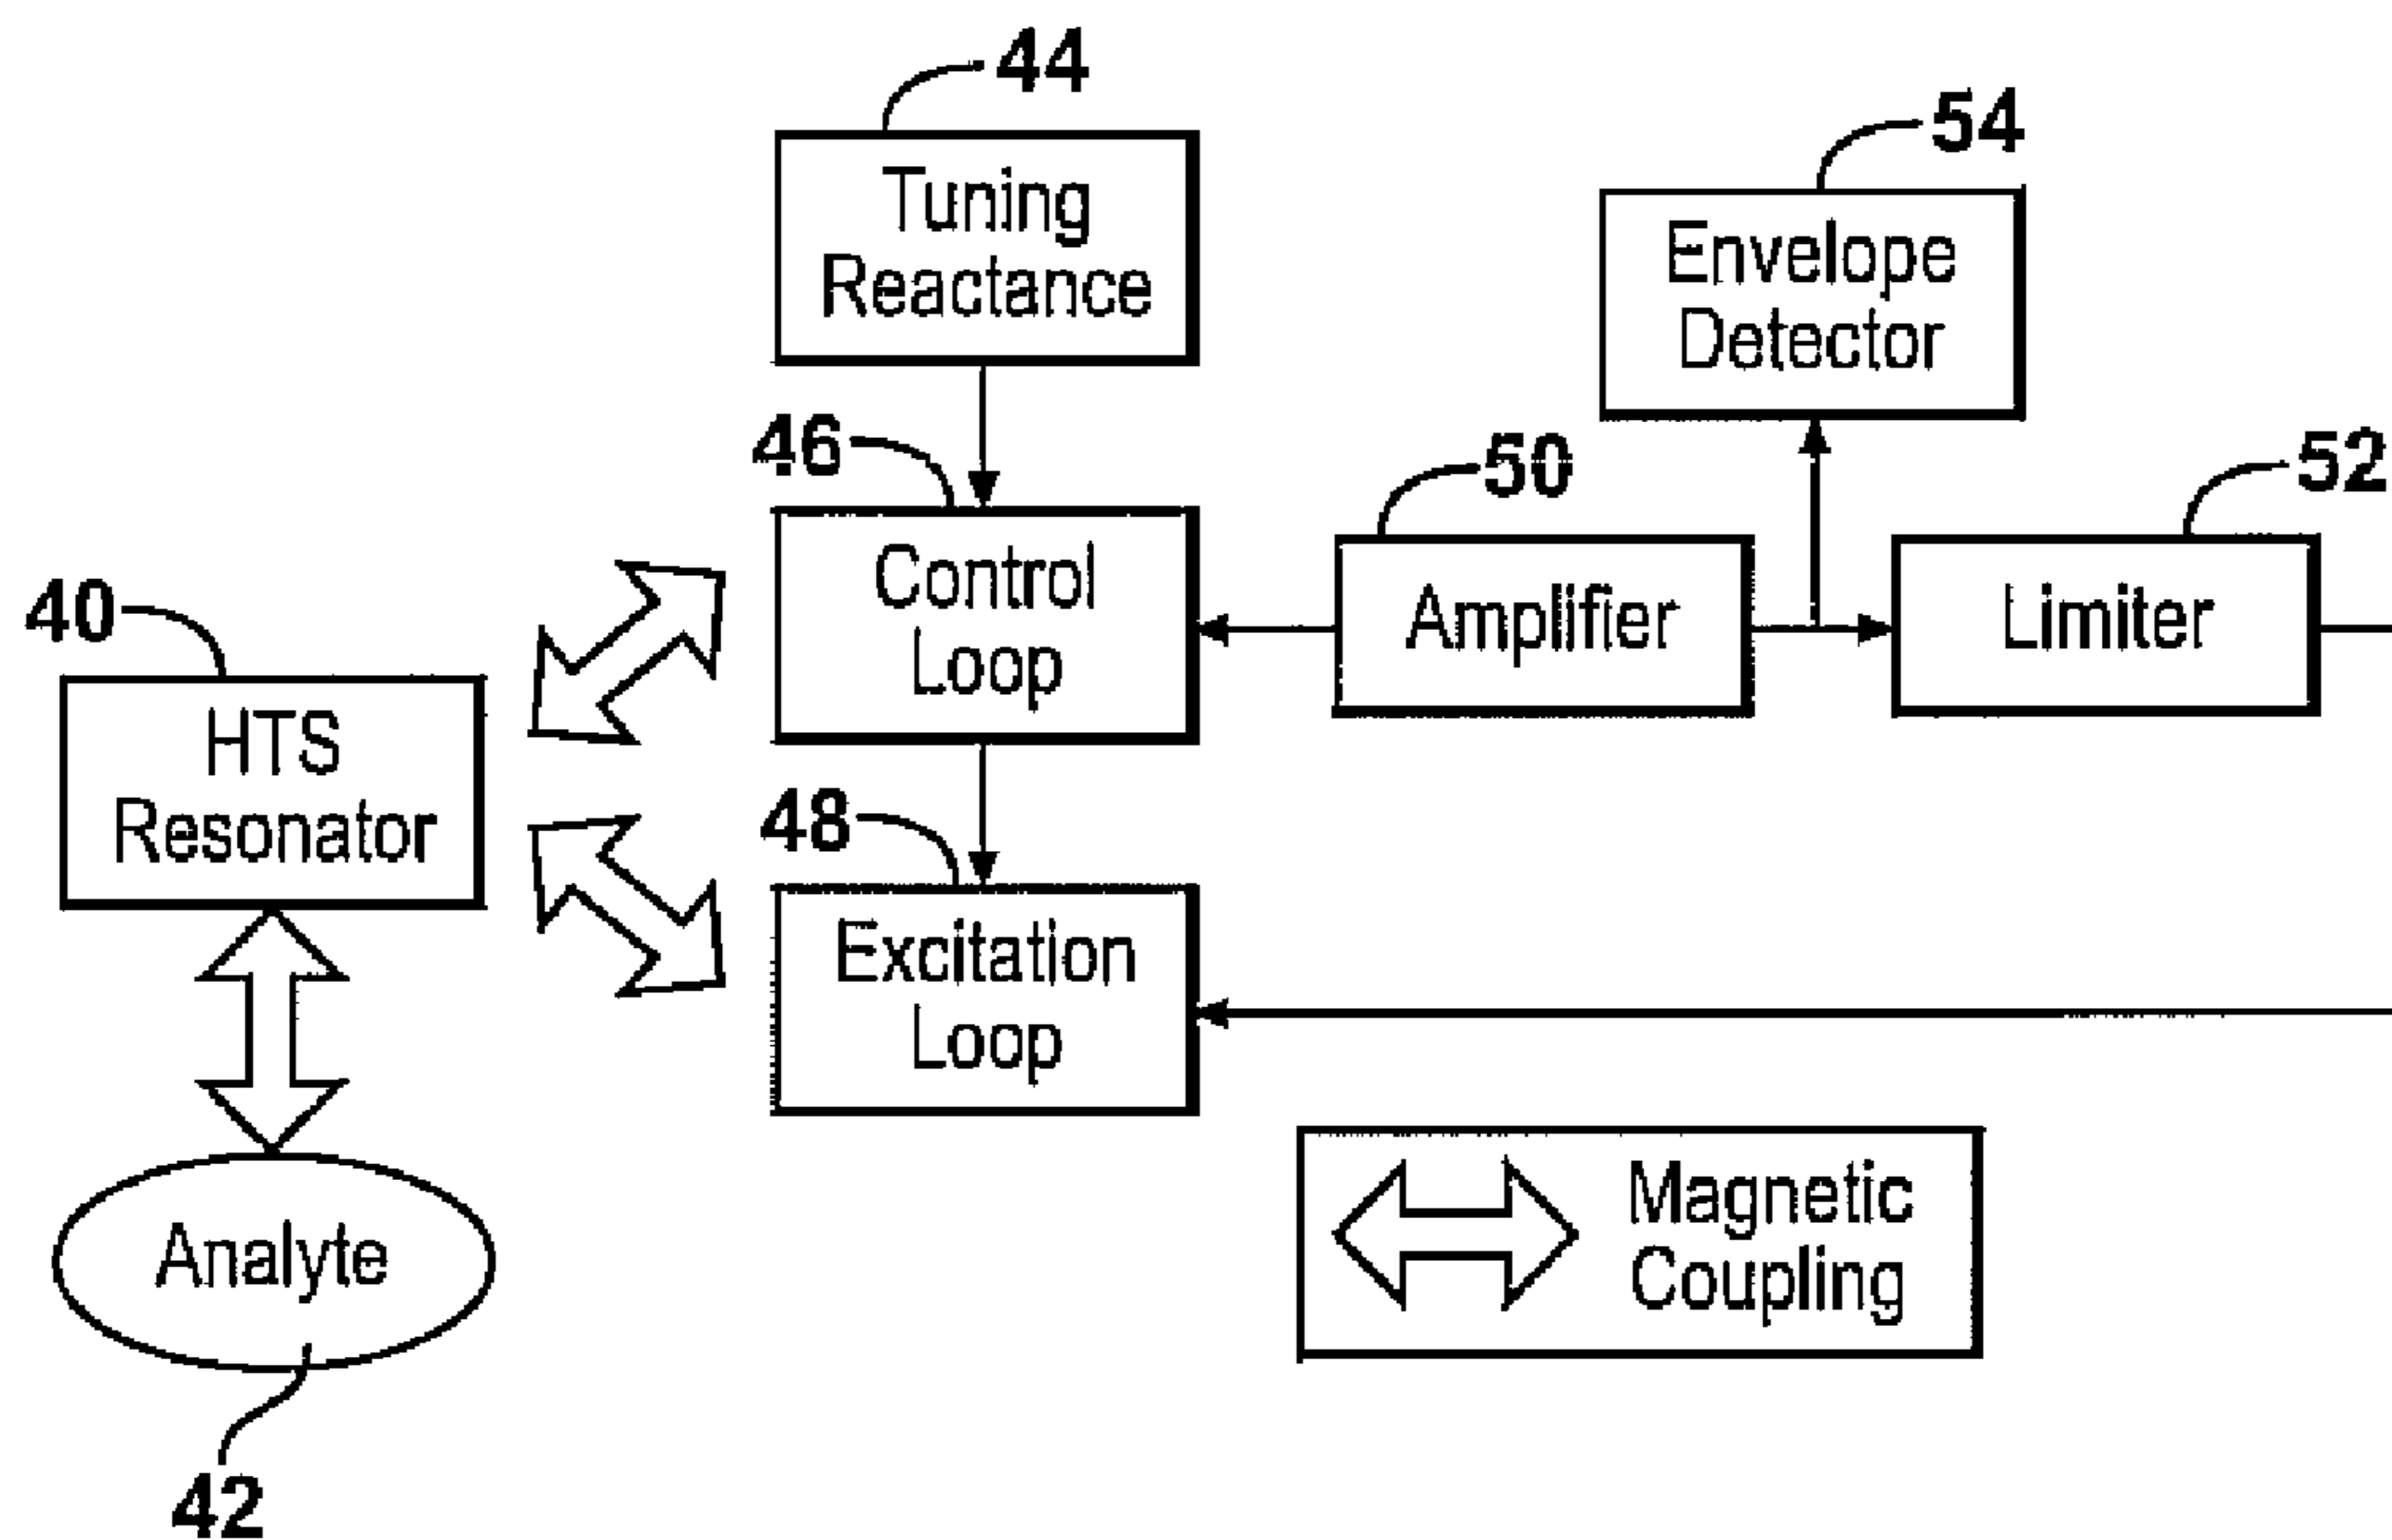 44
Tuning
Reactance
54
Envelope
Detector
46
Control
Loop
50
Amplifier
52
Limiter
40
HTS
Resonator
48
Excitation
Loop
Analyte
42
Magnetic
Coupling